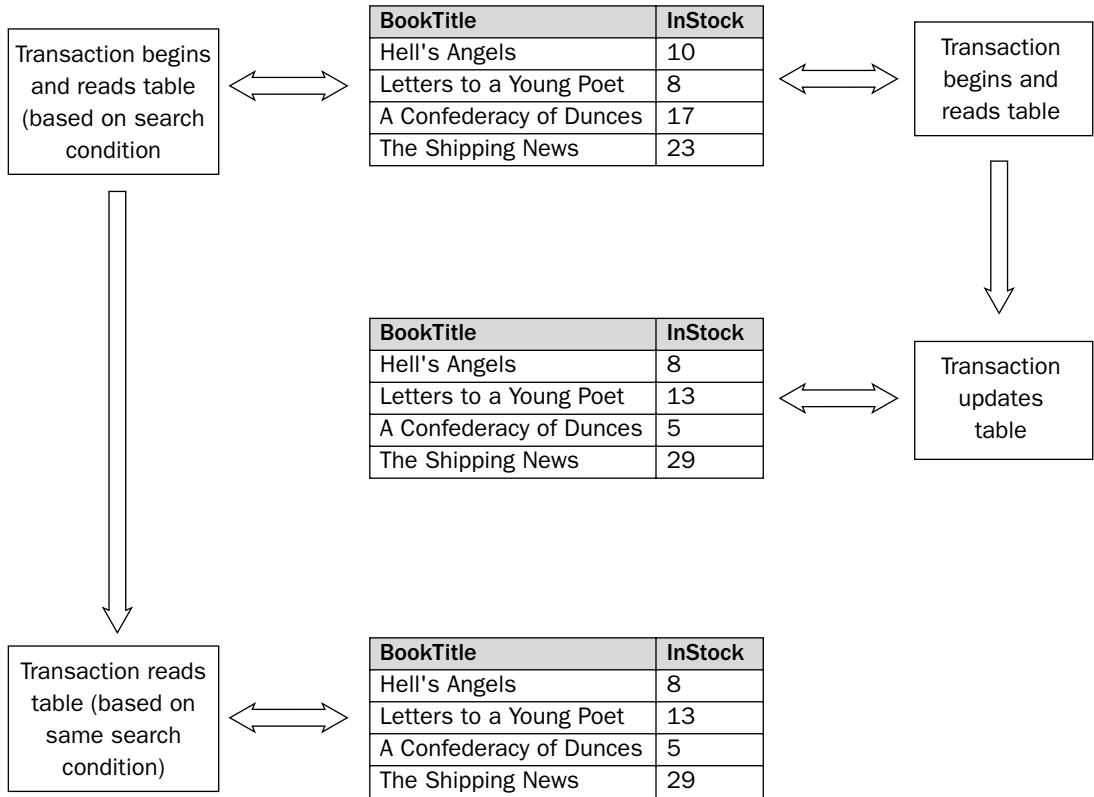 Transaction begins
and reads table
(based on search
condition
BookTitle InStock
Hell's Angels 10
Letters to a Young Poet 8
A Confederacy of Dunces 17
The Shipping News 23
Transaction
begins and
reads table
BookTitle InStock
Hell's Angels 8
Letters to a Young Poet 13
A Confederacy of Dunces 5
The Shipping News 29
Transaction
updates
table
Transaction reads
table (based on
same search
condition)
BookTitle InStock
Hell's Angels 8
Letters to a Young Poet 13
A Confederacy of Dunces 5
The Shipping News 29